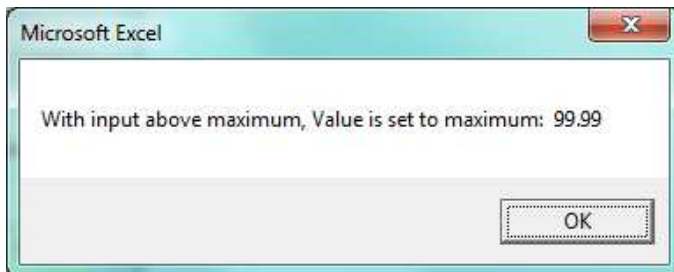 Microsoft Excel
With input above maximum, Value is set to maximum: 99.99
OK